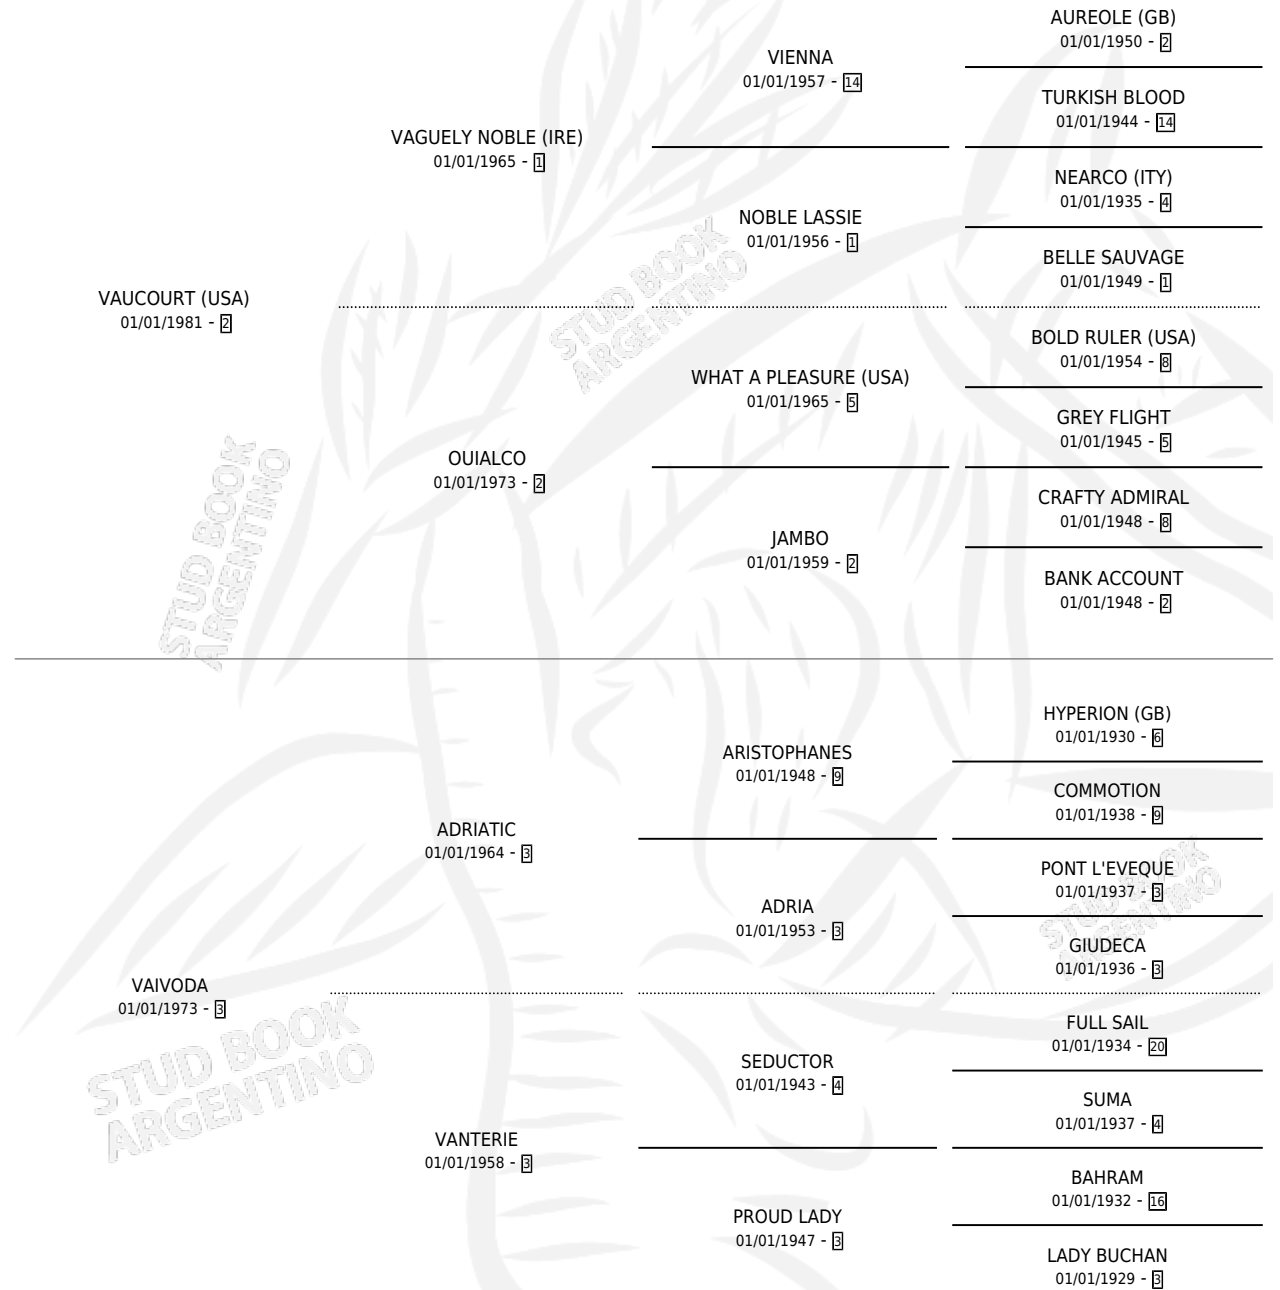 AUREOLE (GB)
01/01/1950 - 2
VIENNA
01/01/1957 - 14
TURKISH BLOOD
01/01/1944 - 14
VAGUELY NOBLE (IRE)
01/01/1965 - 1
NEARCO (ITY)
01/01/1935 - 4
NOBLE LASSIE
01/01/1956 - 1
BELLE SAUVAGE
01/01/1949 - 1
STUD BOOK
ARGENTINO
VAUCOURT (USA)
01/01/1981 - 2
BOLD RULER (USA)
01/01/1954 - 8
WHAT A PLEASURE (USA)
01/01/1965 - 5
GREY FLIGHT
01/01/1945 - 5
OUIALCO
01/01/1973 - 2
CRAFTY ADMIRAL
01/01/1948 - 8
JAMBO
01/01/1959 - 2
BANK ACCOUNT
01/01/1948 - 2
STUD BOOK
ARGENTINO
HYPERION (GB)
01/01/1930 - 6
ARISTOPHANES
01/01/1948 - 9
COMMOTION
01/01/1938 - 9
ADRIATIC
01/01/1964 - 3
PONT L'EVEQUE
01/01/1937 - 3
ADRIA
01/01/1953 - 3
GIUDECA
01/01/1936 - 3
STUD BOOK
ARGENTINO
VAIVODA
01/01/1973 - 3
FULL SAIL
01/01/1934 - 20
SEDUCTOR
01/01/1943 - 4
SUMA
01/01/1937 - 4
STUD BOOK
ARGENTINO
VANTERIE
01/01/1958 - 3
BAHRAM
01/01/1932 - 16
PROUD LADY
01/01/1947 - 3
LADY BUCHAN
01/01/1929 - 3